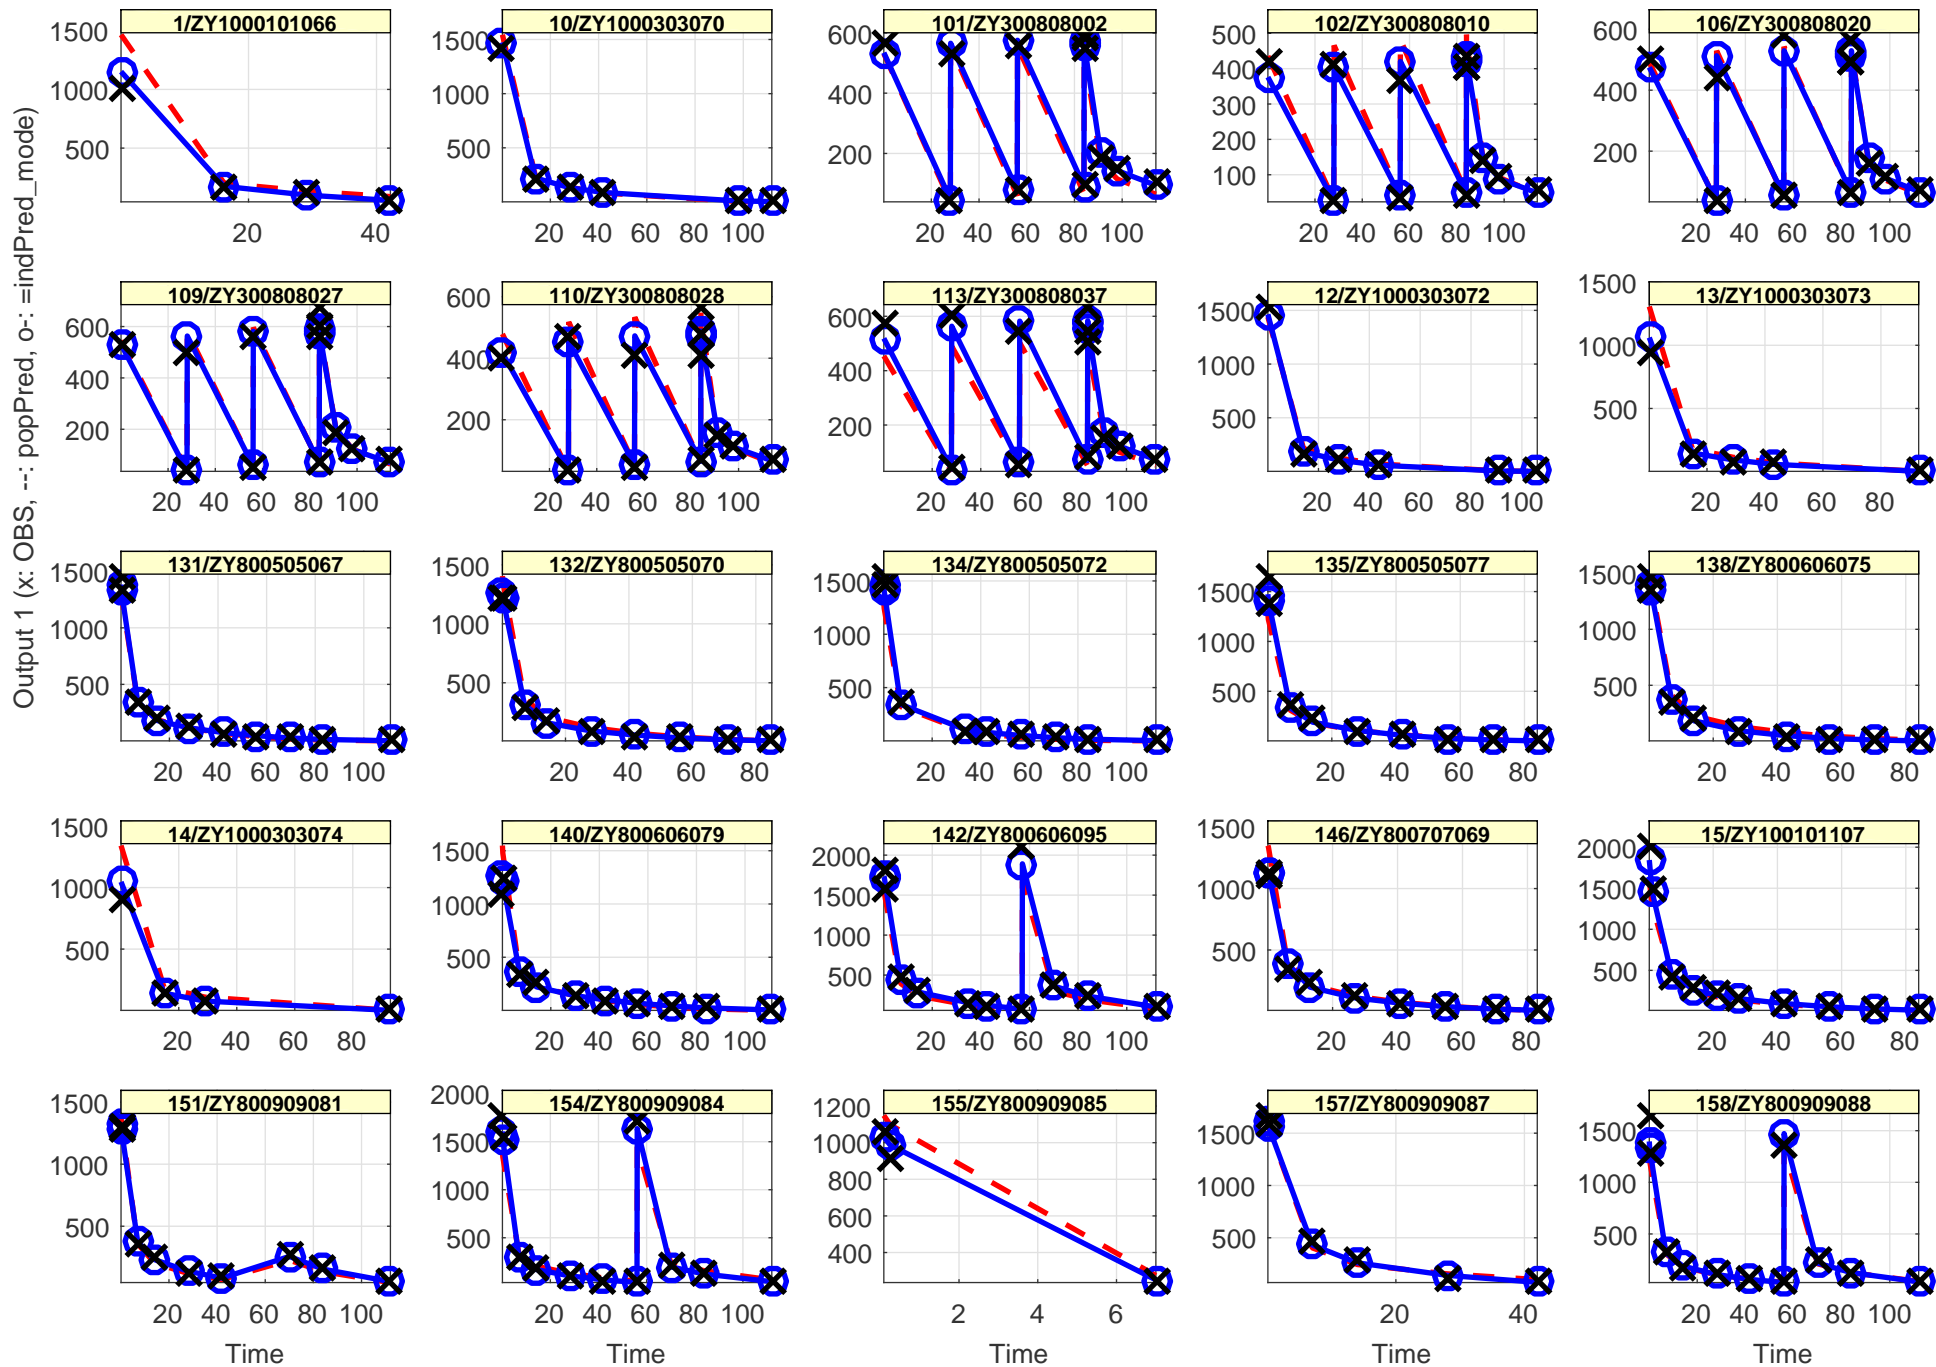 Output 1 (x: OBS, --: popPred, o-: =indPred_mode)
1/ZY1000101066
1500
1000
500
20 40
10/ZY1000303070
1500
1000
500
20 40 60 80 100
101/ZY300808002
600
400
200
20 40 60 80 100
102/ZY300808010
500
400
300
200
100
20 40 60 80 100
106/ZY300808020
600
400
200
20 40 60 80 100
109/ZY300808027
600
400
200
20 40 60 80 100
110/ZY300808028
600
400
200
20 40 60 80 100
113/ZY300808037
600
400
200
20 40 60 80 100
12/ZY1000303072
1500
1000
500
20 40 60 80 100
13/ZY1000303073
1500
1000
500
20 40 60 80
131/ZY800505067
1500
1000
500
20 40 60 80 100
132/ZY800505070
1500
1000
500
20 40 60 80
134/ZY800505072
1500
1000
500
20 40 60 80 100
135/ZY800505077
1500
1000
500
20 40 60 80
138/ZY800606075
1500
1000
500
20 40 60 80
14/ZY1000303074
1500
1000
500
20 40 60 80
140/ZY800606079
1500
1000
500
20 40 60 80 100
142/ZY800606095
2000
1500
1000
500
20 40 60 80 100
146/ZY800707069
1500
1000
500
20 40 60 80
15/ZY100101107
2000
1500
1000
500
20 40 60 80
151/ZY800909081
1500
1000
500
20 40 60 80 100
Time
154/ZY800909084
2000
1500
1000
500
20 40 60 80 100
Time
155/ZY800909085
1200
1000
800
600
400
2 4 6
Time
157/ZY800909087
1500
1000
500
20 40
Time
158/ZY800909088
1500
1000
500
20 40 60 80 100
Time